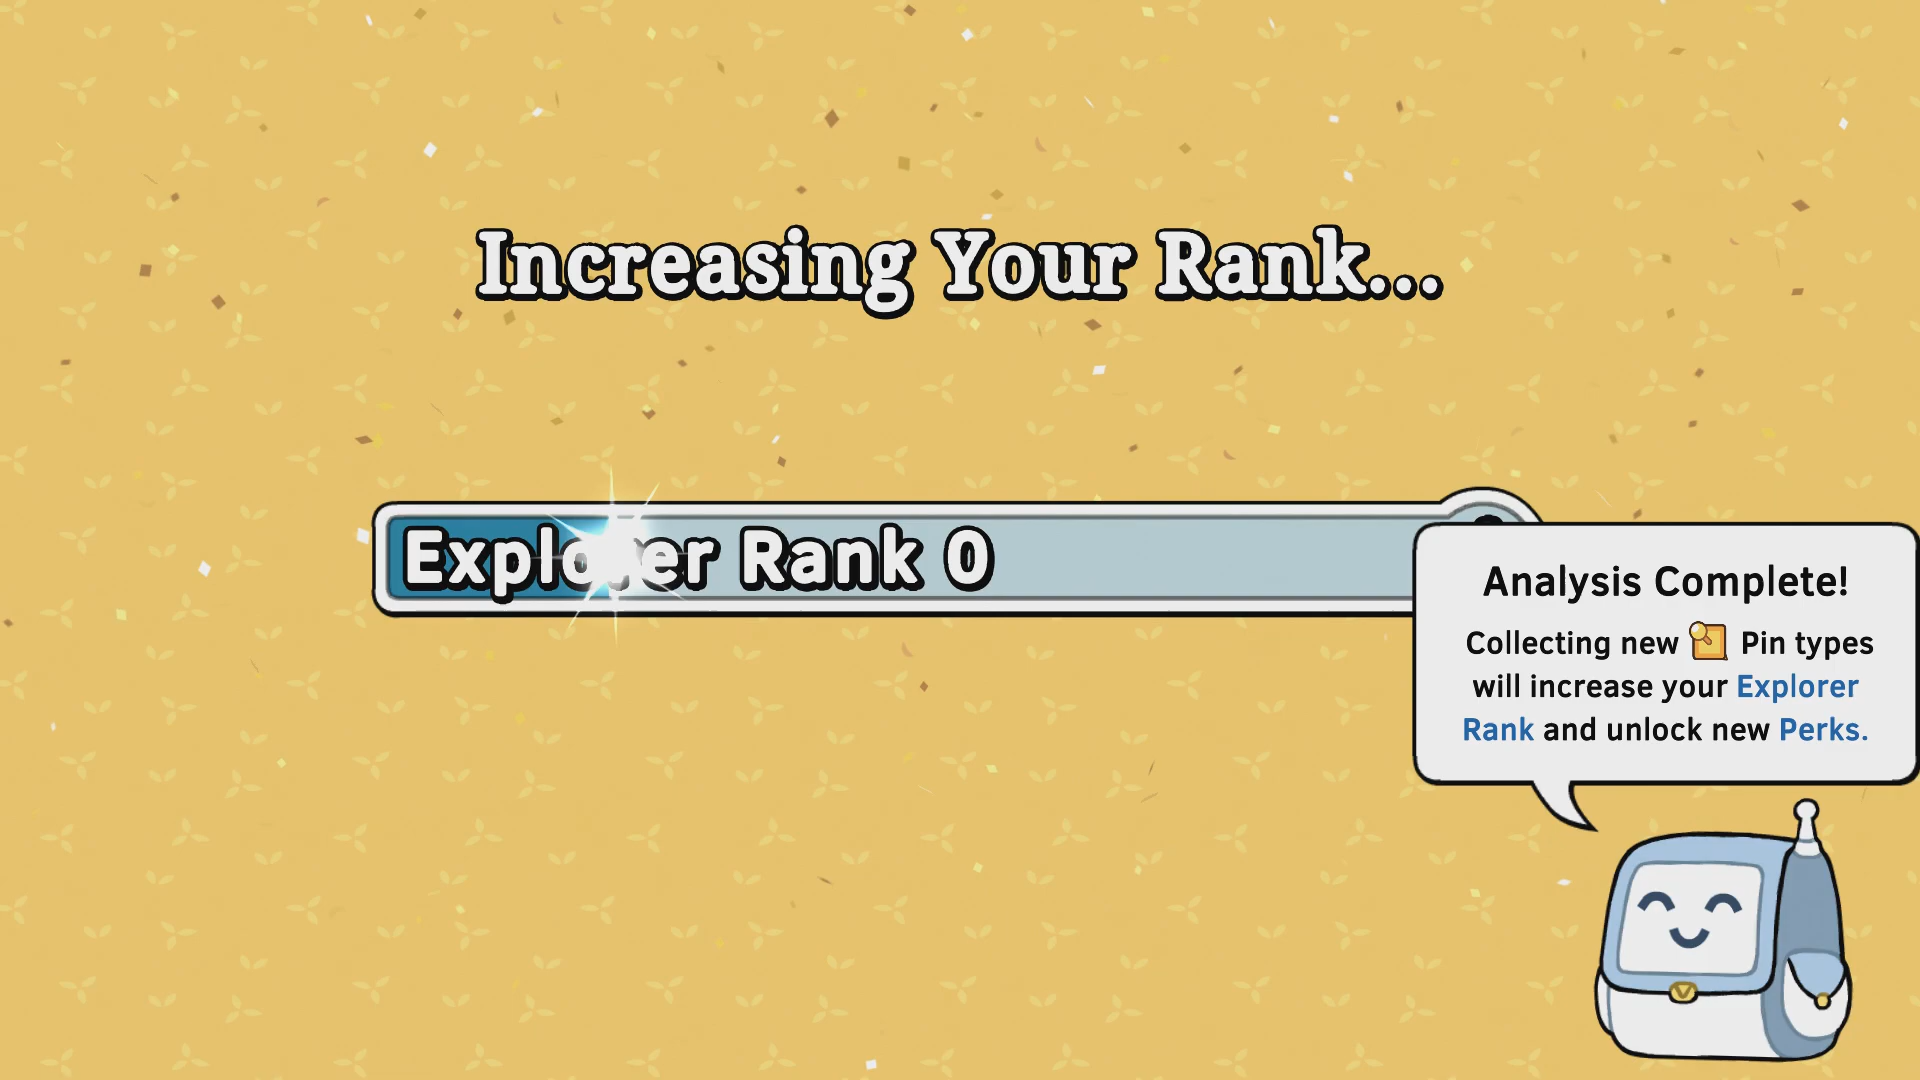 Increasing Your Rank...
Explorer Rank 0
Analysis Complete!
Collecting new Pin types
will increase your Explorer
Rank and unlock new Perks.